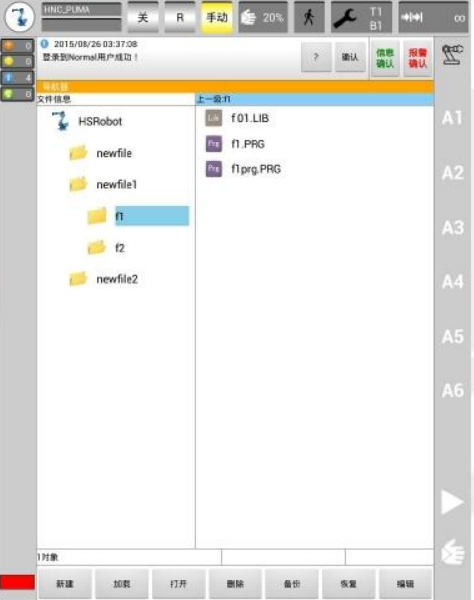 HNC_PUMA
关
R
手动
20%
T1
B1
∞
0
0
4
0
2015/08/26 03:37:08
登录到Normal用户成功！
?
确认
信息
确认
报警
确认
导航器
文件信息
上一级:f1
HSRobot
newfile
newfile1
f1
f2
newfile2
Lib f01.LIB
Prg f1.PRG
Prg f1prg.PRG
A1
A2
A3
A4
A5
A6
1对象
新建
加载
打开
删除
备份
恢复
编辑